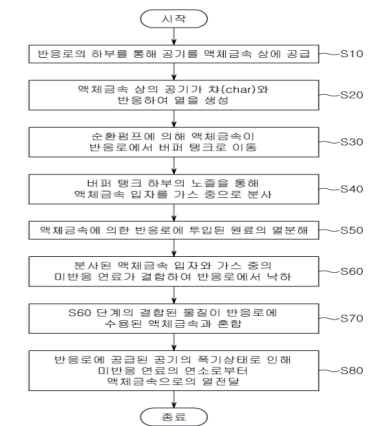 시작
반응로의 하부를 통해 공기를 액체금속 상에 공급
S10
액체금속 상의 공기가 챠(char)와
반응하여 열을 생성
S20
순환펌프에 의해 액체금속이
반응로에서 버퍼 탱크로 이동
S30
버퍼 탱크 하부의 노즐을 통해
액체금속 입자를 가스 중으로 분사
S40
액체금속에 의한 반응로에 투입된 원료의 열분해
S50
분사된 액체금속 입자와 가스 중의
미반응 연료가 결합하여 반응로에서 낙하
S60
S60 단계의 결합된 물질이 반응로에
수용된 액체금속과 혼합
S70
반응로에 공급된 공기의 폭기상태로 인해
미반응 연료의 연소로부터
액체금속으로의 열전달
S80
종료